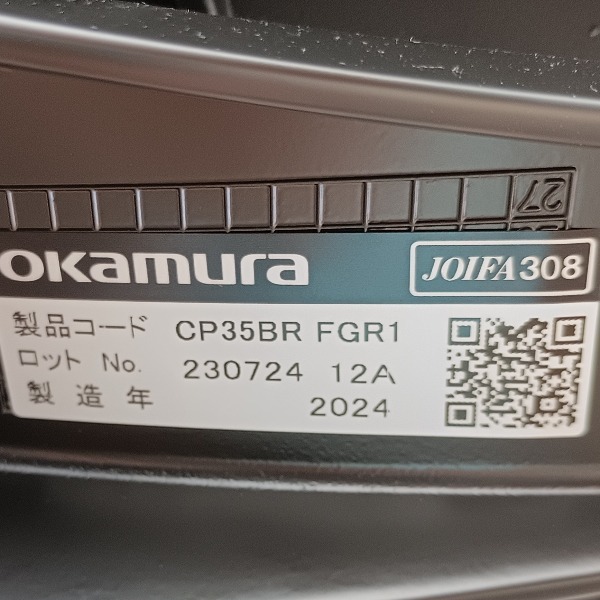 27
okamura
JOIFA308
製品コード CP35BR FGR1
ロット No. 230724 12A
製造年 2024